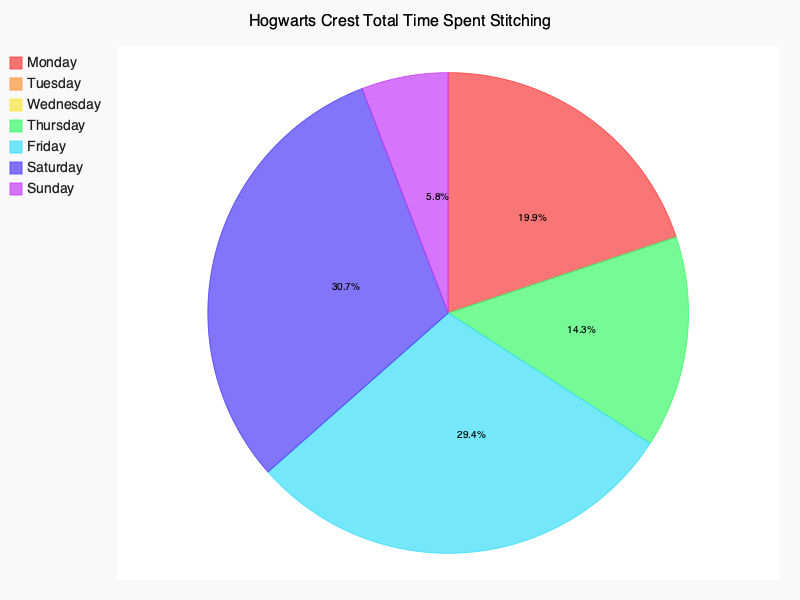 Hogwarts Crest Total Time Spent Stitching
Monday
Tuesday
Wednesday
Thursday
Friday
Saturday
Sunday
5.8%
19.9%
30.7%
14.3%
29.4%